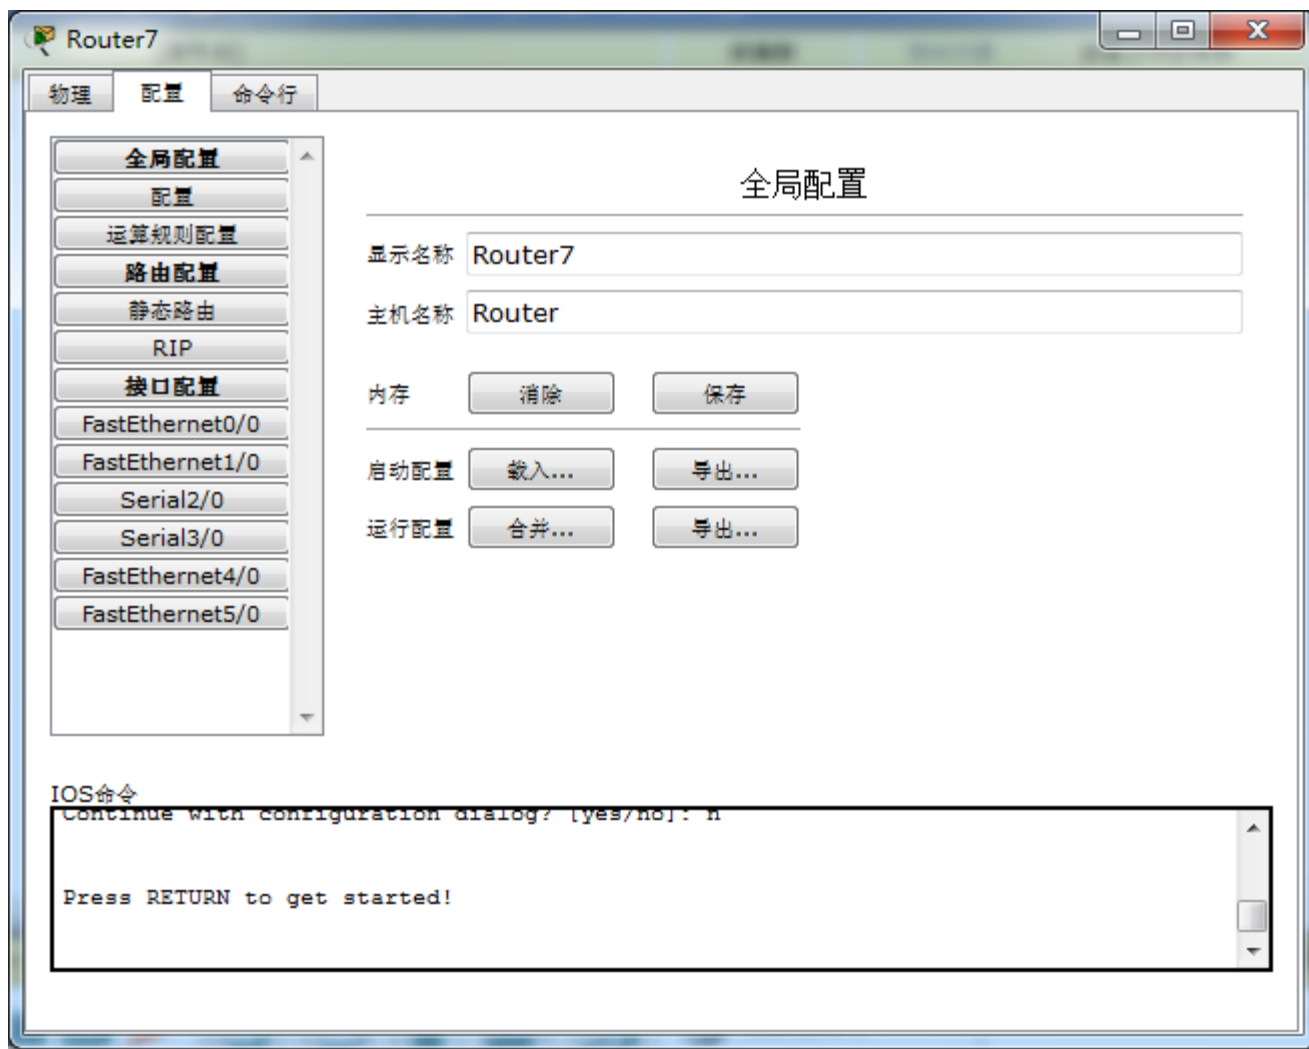 Router7
物理 配置 命令行
全局配置
配置
运算规则配置
路由配置
静态路由
RIP
接口配置
FastEthernet0/0
FastEthernet1/0
Serial2/0
Serial3/0
FastEthernet4/0
FastEthernet5/0
全局配置
显示名称 Router7
主机名称 Router
内存 消除 保存
启动配置 载入... 导出...
运行配置 合并... 导出...
IOS命令
Continue with configuration dialog? [yes/no]: n
Press RETURN to get started!